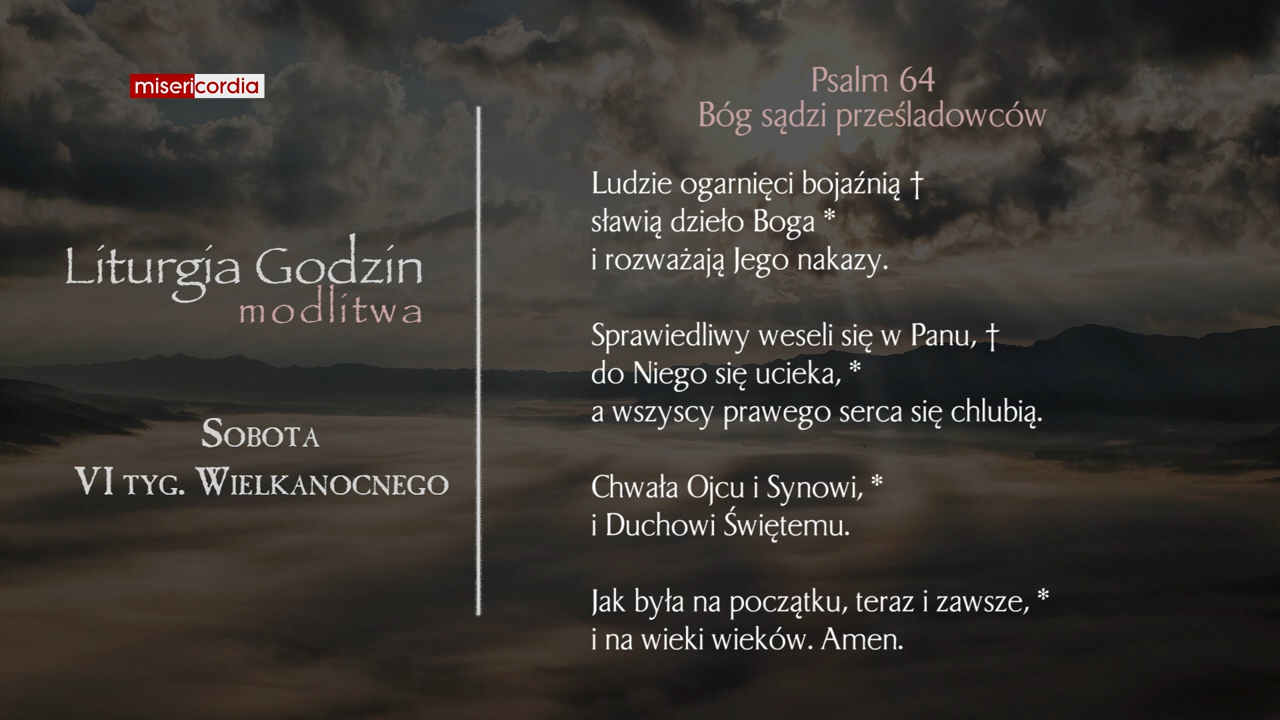 misericordia
Liturgia Godzin
modlitwa
Sobota
VI tyg. Wielkanocnego
Psalm 64
Bóg sądzi prześladowców
Ludzie ogarnięci bojaźnią †
sławią dzieło Boga *
i rozważają Jego nakazy.
Sprawiedliwy weseli się w Panu, †
do Niego się ucieka, *
a wszyscy prawego serca się chlubią.
Chwała Ojcu i Synowi, *
i Duchowi Świętemu.
Jak była na początku, teraz i zawsze, *
i na wieki wieków. Amen.